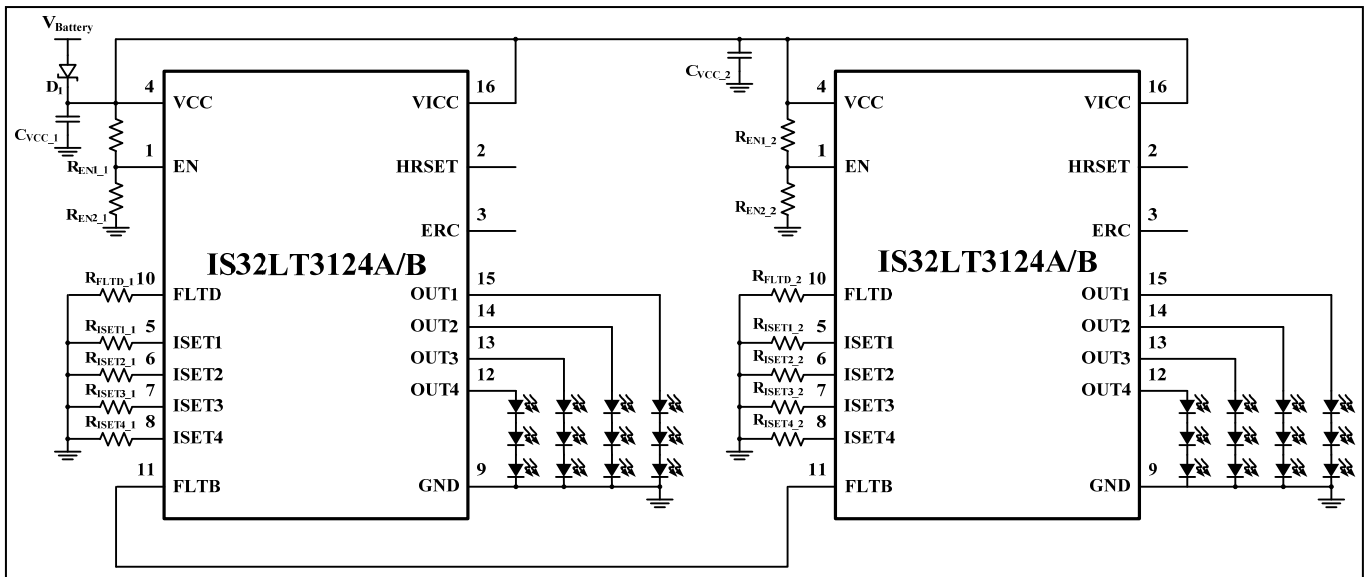 VBattery
D1
CVCC_1
REN1_1
REN2_1
4 VCC
1 EN
VICC 16
HRSET 2
ERC 3
IS32LT3124A/B
RFLTD_1 10 FLTD
RISET1_1 5 ISET1
RISET2_1 6 ISET2
RISET3_1 7 ISET3
RISET4_1 8 ISET4
11 FLTB
OUT1 15
OUT2 14
OUT3 13
OUT4 12
GND 9
CVCC_2
REN1_2
REN2_2
4 VCC
1 EN
VICC 16
HRSET 2
ERC 3
IS32LT3124A/B
RFLTD_2 10 FLTD
RISET1_2 5 ISET1
RISET2_2 6 ISET2
RISET3_2 7 ISET3
RISET4_2 8 ISET4
11 FLTB
OUT1 15
OUT2 14
OUT3 13
OUT4 12
GND 9